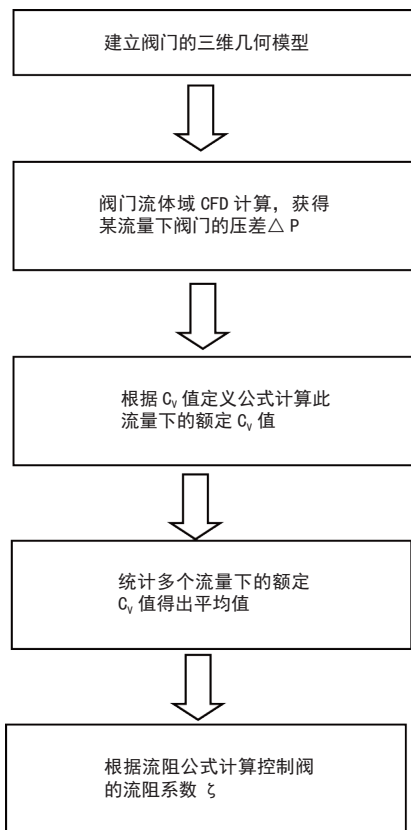 建立阀门的三维几何模型
阀门流体域 CFD 计算，获得
某流量下阀门的压差△ P
根据 Cᵥ 值定义公式计算此
流量下的额定 Cᵥ 值
统计多个流量下的额定
Cᵥ 值得出平均值
根据流阻公式计算控制阀
的流阻系数 ζ